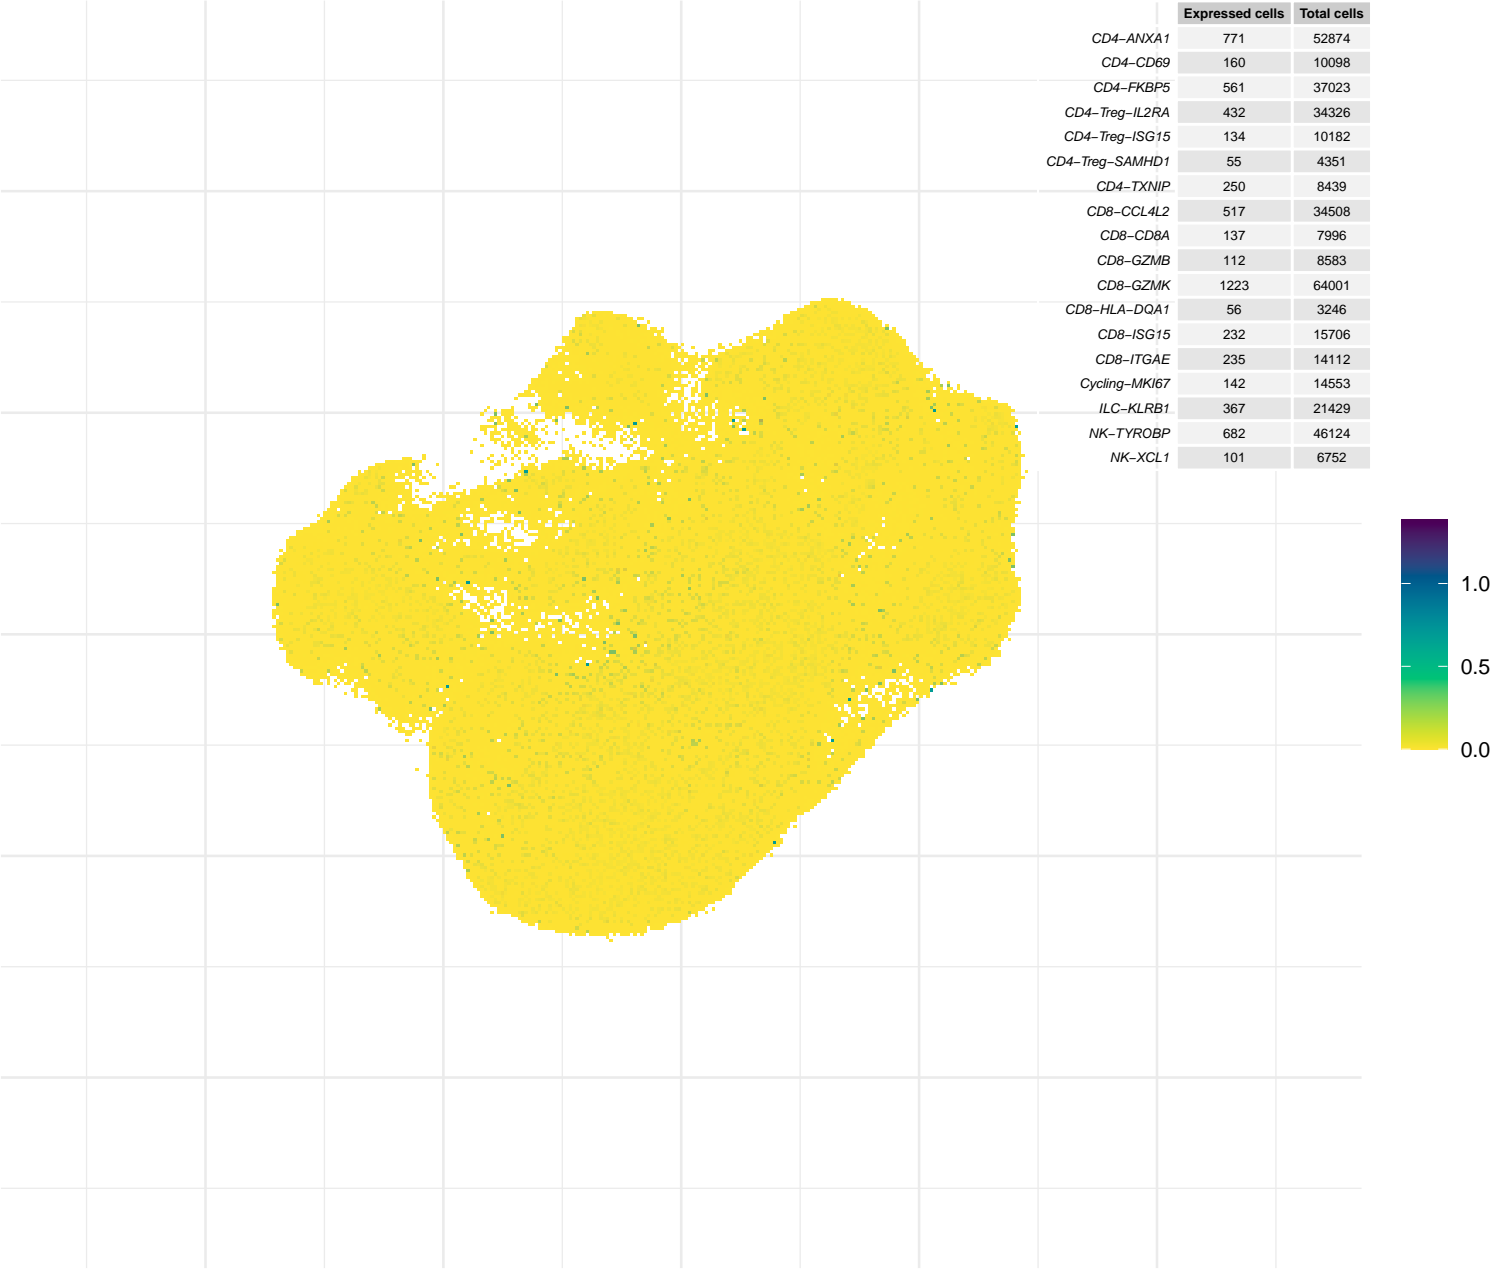 Expressed cells Total cells
CD4−ANXA1 771 52874
CD4−CD69 160 10098
CD4−FKBP5 561 37023
CD4−Treg−IL2RA 432 34326
CD4−Treg−ISG15 134 10182
CD4−Treg−SAMHD1 55 4351
CD4−TXNIP 250 8439
CD8−CCL4L2 517 34508
CD8−CD8A 137 7996
CD8−GZMB 112 8583
CD8−GZMK 1223 64001
CD8−HLA−DQA1 56 3246
CD8−ISG15 232 15706
CD8−ITGAE 235 14112
Cycling−MKI67 142 14553
ILC−KLRB1 367 21429
NK−TYROBP 682 46124
NK−XCL1 101 6752
1.0
0.5
0.0